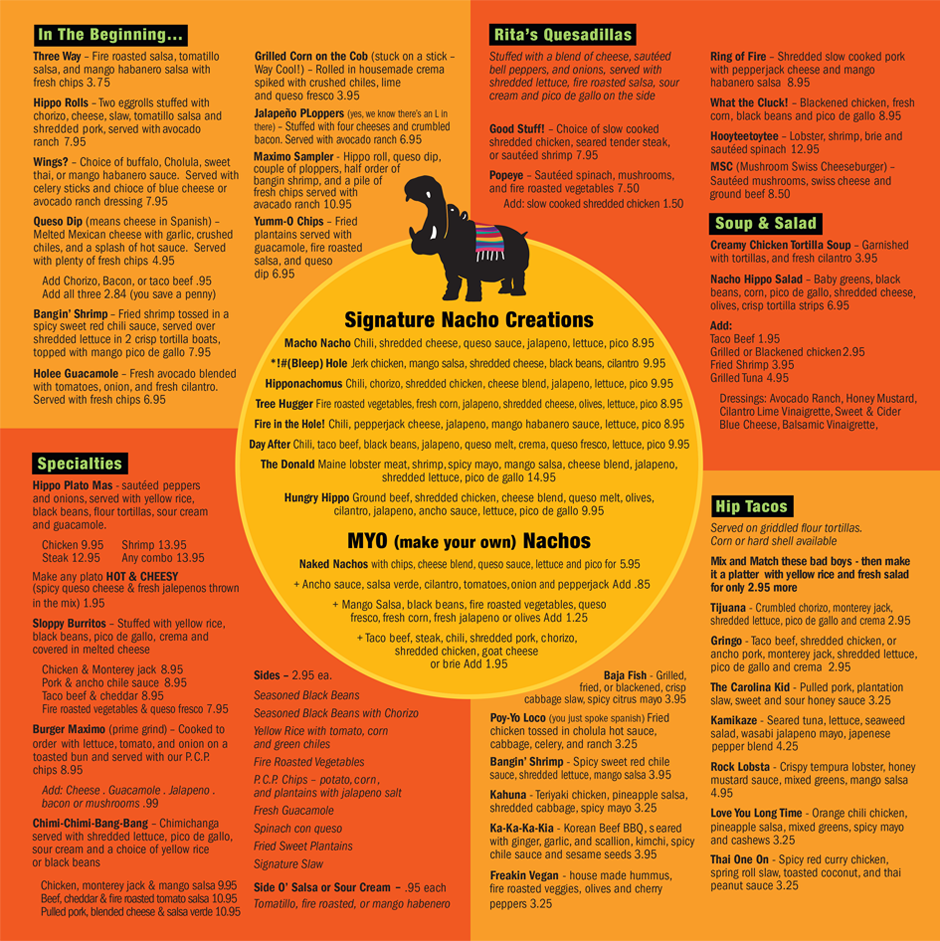 In The Beginning...
Three Way – Fire roasted salsa, tomatillo
salsa, and mango habanero salsa with
fresh chips 3.75
Hippo Rolls – Two eggrolls stuffed with
chorizo, cheese, slaw, tomatillo salsa and
shredded pork, served with avocado
ranch 7.95
Wings? – Choice of buffalo, Cholula, sweet
thai, or mango habanero sauce. Served with
celery sticks and chioce of blue cheese or
avocado ranch dressing 7.95
Queso Dip (means cheese in Spanish) –
Melted Mexican cheese with garlic, crushed
chiles, and a splash of hot sauce. Served
with plenty of fresh chips 4.95
Add Chorizo, Bacon, or taco beef .95
Add all three 2.84 (you save a penny)
Bangin' Shrimp – Fried shrimp tossed in a
spicy sweet red chili sauce, served over
shredded lettuce in 2 crisp tortilla boats,
topped with mango pico de gallo 7.95
Holee Guacamole – Fresh avocado blended
with tomatoes, onion, and fresh cilantro.
Served with fresh chips 6.95
Grilled Corn on the Cob (stuck on a stick –
Way Cool!) – Rolled in housemade crema
spiked with crushed chiles, lime
and queso fresco 3.95
Jalapeño PLoppers (yes, we know there's an L in
there) – Stuffed with four cheeses and crumbled
bacon. Served with avocado ranch 6.95
Maximo Sampler - Hippo roll, queso dip,
couple of ploppers, half order of
bangin shrimp, and a pile of
fresh chips served with
avacado ranch 10.95
Yumm-O Chips – Fried
plantains served with
guacamole, fire roasted
salsa, and queso
dip 6.95
Rita's Quesadillas
Stuffed with a blend of cheese, sautéed
bell peppers, and onions, served with
shredded lettuce, fire roasted salsa, sour
cream and pico de gallo on the side
Good Stuff! – Choice of slow cooked
shredded chicken, seared tender steak,
or sautéed shrimp 7.95
Popeye – Sautéed spinach, mushrooms,
and fire roasted vegetables 7.50
Add: slow cooked shredded chicken 1.50
Ring of Fire – Shredded slow cooked pork
with pepperjack cheese and mango
habanero salsa 8.95
What the Cluck! – Blackened chicken, fresh
corn, black beans and pico de gallo 8.95
Hooyteetoytee – Lobster, shrimp, brie and
sautéed spinach 12.95
MSC (Mushroom Swiss Cheeseburger) –
Sautéed mushrooms, swiss cheese and
ground beef 8.50
Soup & Salad
Creamy Chicken Tortilla Soup – Garnished
with tortillas, and fresh cilantro 3.95
Nacho Hippo Salad – Baby greens, black
beans, corn, pico de gallo, shredded cheese,
olives, crisp tortilla strips 6.95
Add:
Taco Beef 1.95
Grilled or Blackened chicken 2.95
Fried Shrimp 3.95
Grilled Tuna 4.95
Dressings: Avocado Ranch, Honey Mustard,
Cilantro Lime Vinaigrette, Sweet & Cider
Blue Cheese, Balsamic Vinaigrette,
Signature Nacho Creations
Macho Nacho Chili, shredded cheese, queso sauce, jalapeno, lettuce, pico 8.95
*!#(Bleep) Hole Jerk chicken, mango salsa, shredded cheese, black beans, cilantro 9.95
Hipponachomus Chili, chorizo, shredded chicken, cheese blend, jalapeno, lettuce, pico 9.95
Tree Hugger Fire roasted vegetables, fresh corn, jalapeno, shredded cheese, olives, lettuce, pico 8.95
Fire in the Hole! Chili, pepperjack cheese, jalapeno, mango habanero sauce, lettuce, pico 8.95
Day After Chili, taco beef, black beans, jalapeno, queso melt, crema, queso fresco, lettuce, pico 9.95
The Donald Maine lobster meat, shrimp, spicy mayo, mango salsa, cheese blend, jalapeno,
shredded lettuce, pico de gallo 14.95
Hungry Hippo Ground beef, shredded chicken, cheese blend, queso melt, olives,
cilantro, jalapeno, ancho sauce, lettuce, pico de gallo 9.95
MYO (make your own) Nachos
Naked Nachos with chips, cheese blend, queso sauce, lettuce and pico for 5.95
+ Ancho sauce, salsa verde, cilantro, tomatoes, onion and pepperjack Add .85
+ Mango Salsa, black beans, fire roasted vegetables, queso
fresco, fresh corn, fresh jalapeno or olives Add 1.25
+ Taco beef, steak, chili, shredded pork, chorizo,
shredded chicken, goat cheese
or brie Add 1.95
Specialties
Hippo Plato Mas - sautéed peppers
and onions, served with yellow rice,
black beans, flour tortillas, sour cream
and guacamole.
Chicken 9.95 Shrimp 13.95
Steak 12.95 Any combo 13.95
Make any plato HOT & CHEESY
(spicy queso cheese & fresh jalepenos thrown
in the mix) 1.95
Sloppy Burritos – Stuffed with yellow rice,
black beans, pico de gallo, crema and
covered in melted cheese
Chicken & Monterey jack 8.95
Pork & ancho chile sauce 8.95
Taco beef & cheddar 8.95
Fire roasted vegetables & queso fresco 7.95
Burger Maximo (prime grind) – Cooked to
order with lettuce, tomato, and onion on a
toasted bun and served with our P.C.P.
chips 8.95
Add: Cheese . Guacamole . Jalapeno .
bacon or mushrooms .99
Chimi-Chimi-Bang-Bang – Chimichanga
served with shredded lettuce, pico de gallo,
sour cream and a choice of yellow rice
or black beans
Chicken, monterey jack & mango salsa 9.95
Beef, cheddar & fire roasted tomato salsa 10.95
Pulled pork, blended cheese & salsa verde 10.95
Sides – 2.95 ea.
Seasoned Black Beans
Seasoned Black Beans with Chorizo
Yellow Rice with tomato, corn
and green chiles
Fire Roasted Vegetables
P.C.P. Chips – potato, corn,
and plantains with jalapeno salt
Fresh Guacamole
Spinach con queso
Fried Sweet Plantains
Signature Slaw
Side O' Salsa or Sour Cream – .95 each
Tomatillo, fire roasted, or mango habenero
Baja Fish - Grilled,
fried, or blackened, crisp
cabbage slaw, spicy citrus mayo 3.95
Poy-Yo Loco (you just spoke spanish) Fried
chicken tossed in cholula hot sauce,
cabbage, celery, and ranch 3.25
Bangin' Shrimp - Spicy sweet red chile
sauce, shredded lettuce, mango salsa 3.95
Kahuna - Teriyaki chicken, pineapple salsa,
shredded cabbage, spicy mayo 3.25
Ka-Ka-Ka-Kia - Korean Beef BBQ, seared
with ginger, garlic, and scallion, kimchi, spicy
chile sauce and sesame seeds 3.95
Freakin Vegan - house made hummus,
fire roasted veggies, olives and cherry
peppers 3.25
Hip Tacos
Served on griddled flour tortillas.
Corn or hard shell available
Mix and Match these bad boys - then make
it a platter with yellow rice and fresh salad
for only 2.95 more
Tijuana - Crumbled chorizo, monterey jack,
shredded lettuce, pico de gallo and crema 2.95
Gringo - Taco beef, shredded chicken, or
ancho pork, monterey jack, shredded lettuce,
pico de gallo and crema 2.95
The Carolina Kid - Pulled pork, plantation
slaw, sweet and sour honey sauce 3.25
Kamikaze - Seared tuna, lettuce, seaweed
salad, wasabi jalapeno mayo, japenese
pepper blend 4.25
Rock Lobsta - Crispy tempura lobster, honey
mustard sauce, mixed greens, mango salsa
4.95
Love You Long Time - Orange chili chicken,
pineapple salsa, mixed greens, spicy mayo
and cashews 3.25
Thai One On - Spicy red curry chicken,
spring roll slaw, toasted coconut, and thai
peanut sauce 3.25